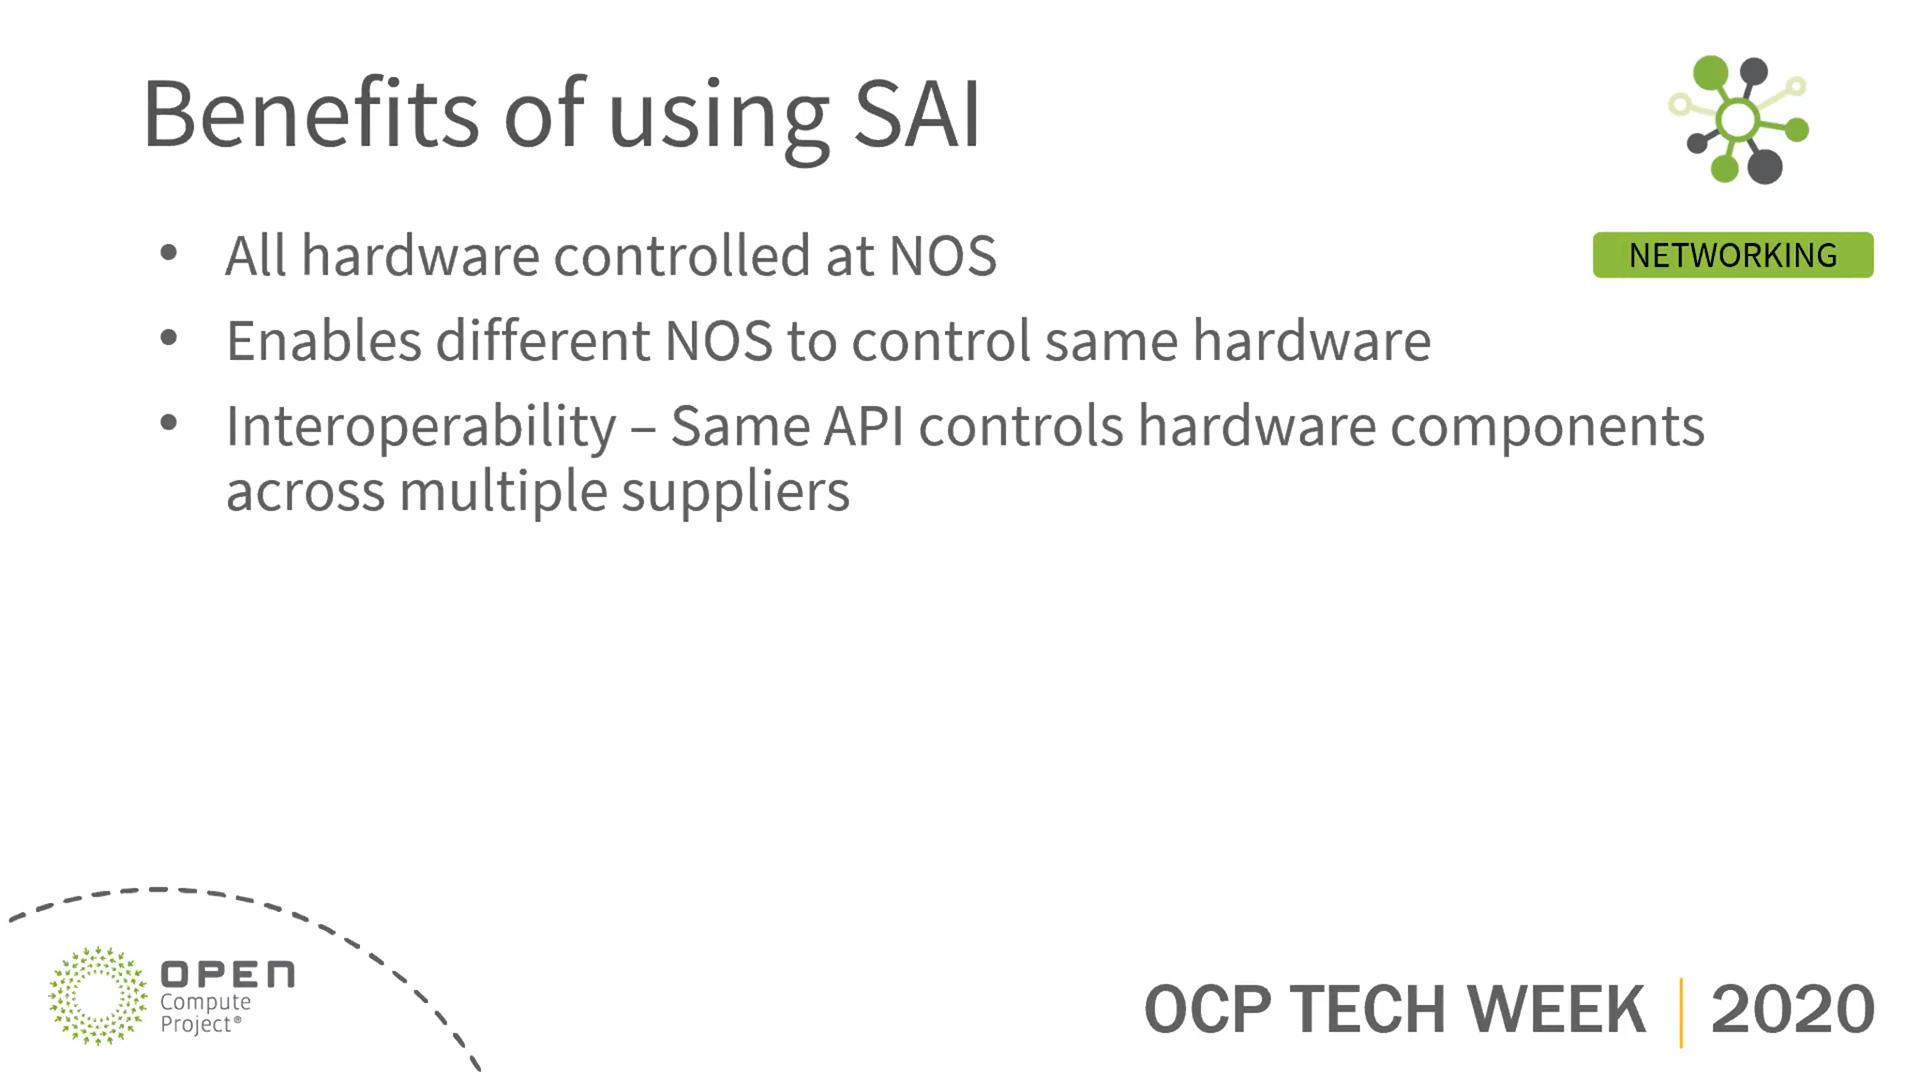 Benefits of using SAI
NETWORKING
• All hardware controlled at NOS
• Enables different NOS to control same hardware
• Interoperability – Same API controls hardware components
across multiple suppliers
OPEN
Compute
Project®
OCP TECH WEEK | 2020